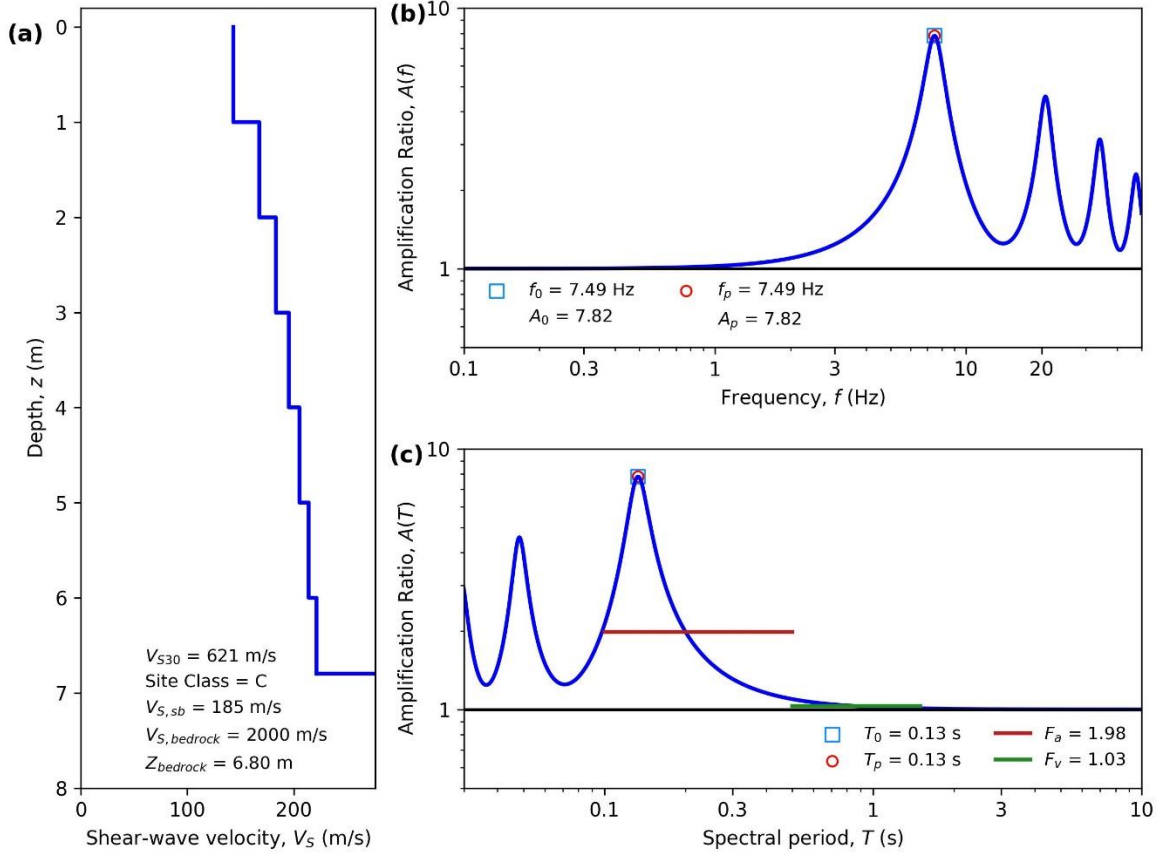 (a)
0
1
2
3
4
5
6
7
8
Depth, z (m)
V_S30 = 621 m/s
Site Class = C
V_S,sb = 185 m/s
V_S,bedrock = 2000 m/s
Z_bedrock = 6.80 m
0 100 200
Shear-wave velocity, V_S (m/s)
(b)
10
1
Amplification Ratio, A(f)
f_0 = 7.49 Hz
A_0 = 7.82
f_p = 7.49 Hz
A_p = 7.82
0.1 0.3 1 3 10 20
Frequency, f (Hz)
(c)
10
1
Amplification Ratio, A(T)
T_0 = 0.13 s
T_p = 0.13 s
F_a = 1.98
F_v = 1.03
0.1 0.3 1 3 10
Spectral period, T (s)